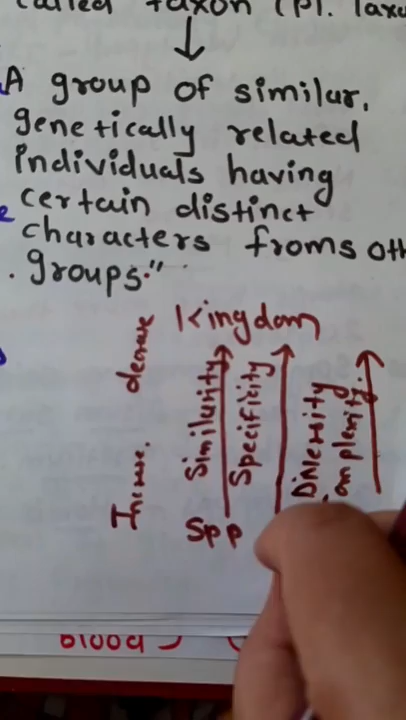 called taxon (pl. taxa
A group of similar,
genetically related
individuals having
certain distinct
characters froms oth
groups."
Kingdom
decrease
Increase.
Similarity
Specificity
Diversity
complexity.
Spp
Blood